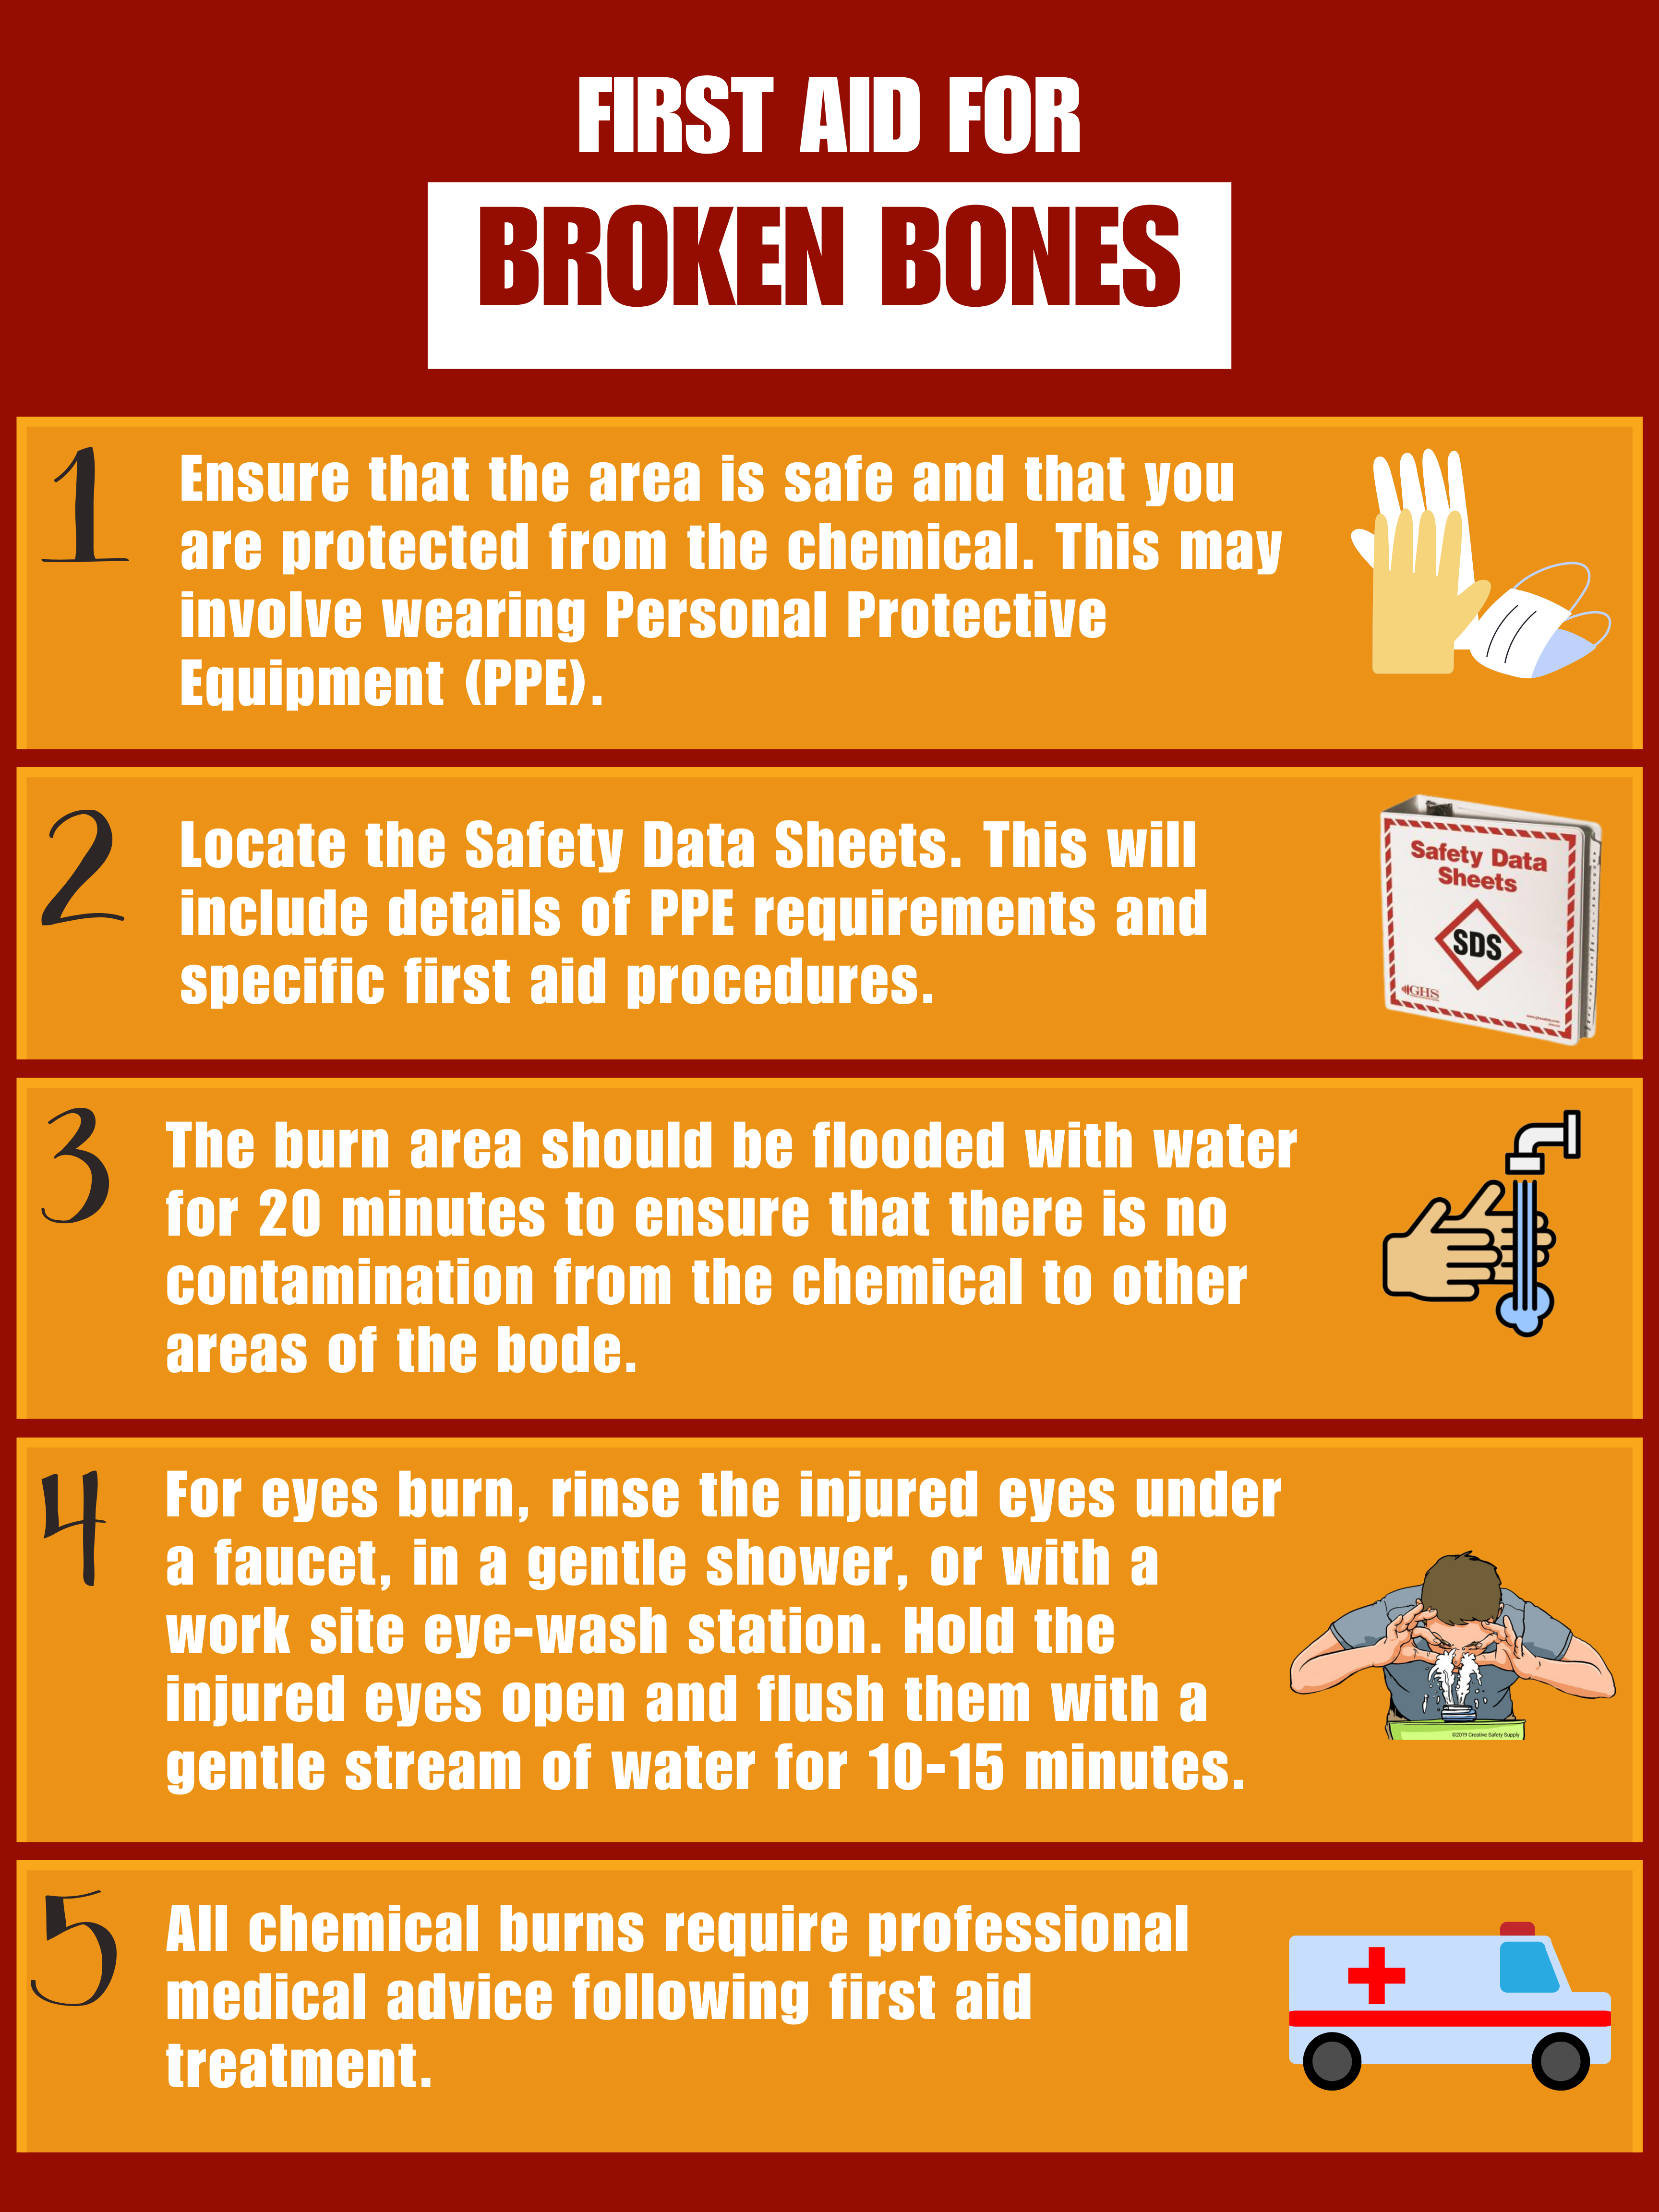 FIRST AID FOR
BROKEN BONES
1
Ensure that the area is safe and that you
are protected from the chemical. This may
involve wearing Personal Protective
Equipment (PPE).
2
Locate the Safety Data Sheets. This will
include details of PPE requirements and
specific first aid procedures.
Safety Data
Sheets
SDS
GHS
3
The burn area should be flooded with water
for 20 minutes to ensure that there is no
contamination from the chemical to other
areas of the bode.
4
For eyes burn, rinse the injured eyes under
a faucet, in a gentle shower, or with a
work site eye-wash station. Hold the
injured eyes open and flush them with a
gentle stream of water for 10-15 minutes.
©2019 Creative Safety Supply
5
All chemical burns require professional
medical advice following first aid
treatment.